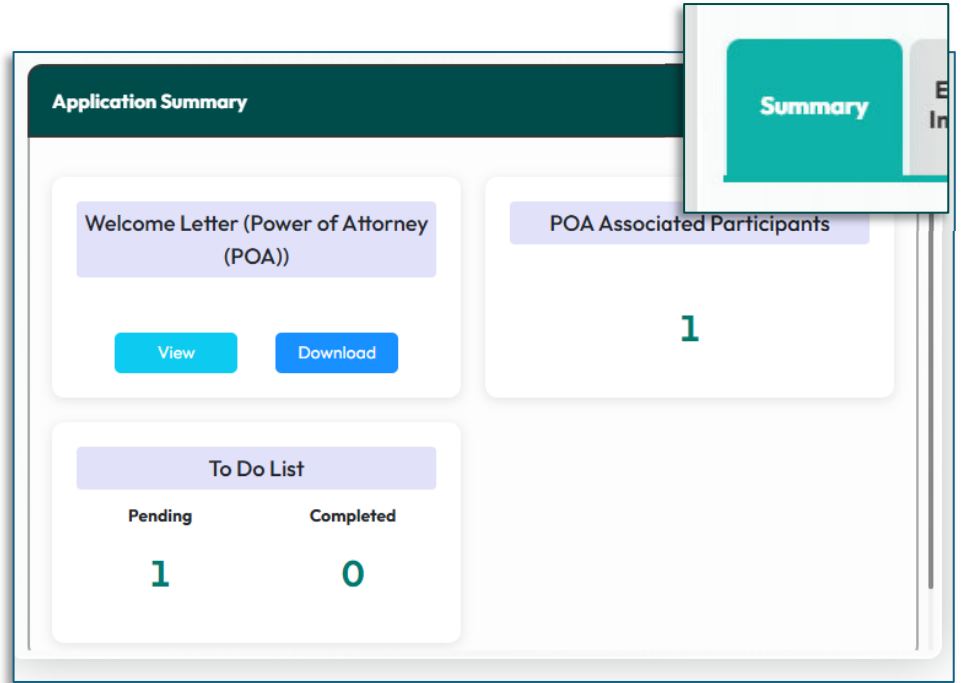 Application Summary
Summary
E
In
Welcome Letter (Power of Attorney
(POA))
View
Download
POA Associated Participants
1
To Do List
Pending
Completed
1
0